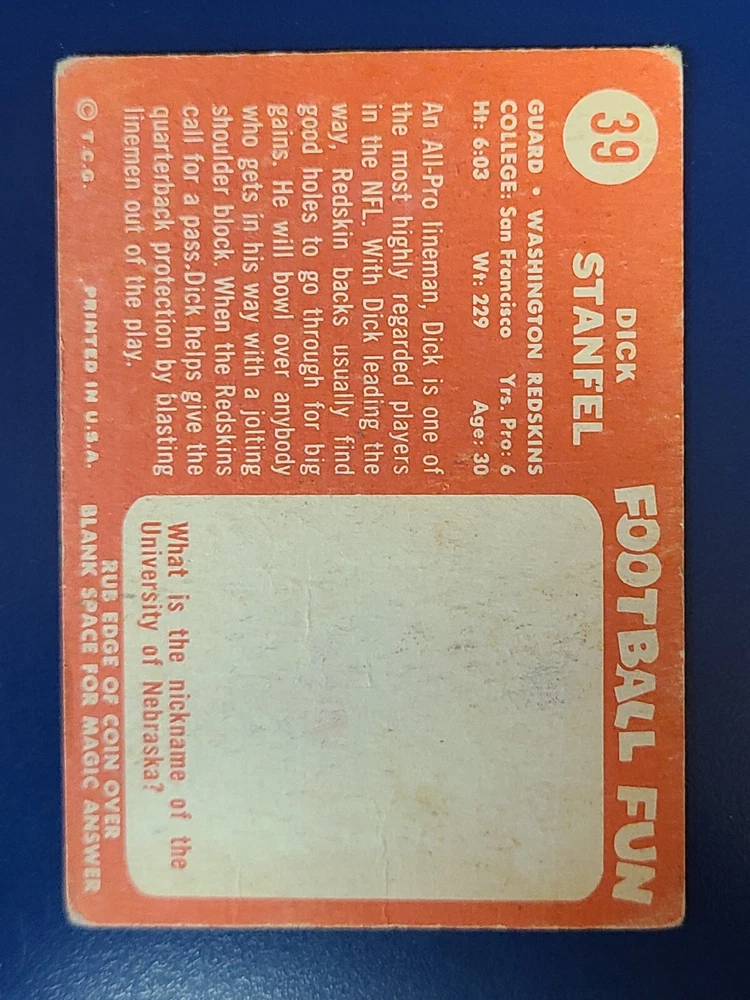 39
DICK
STANFEL
GUARD • WASHINGTON REDSKINS
COLLEGE: San Francisco Yrs. Pro: 6
Ht: 6:03 Wt: 229 Age: 30
An All-Pro lineman, Dick is one of
the most highly regarded players
in the NFL. With Dick leading the
way, Redskin backs usually find
good holes to go through for big
gains. He will bowl over anybody
who gets in his way with a jolting
shoulder block. When the Redskins
call for a pass.Dick helps give the
quarterback protection by blasting
linemen out of the play.
© T.C.G. PRINTED IN U.S.A.
FOOTBALL FUN
What is the nickname of the
University of Nebraska?
RUB EDGE OF COIN OVER
BLANK SPACE FOR MAGIC ANSWER